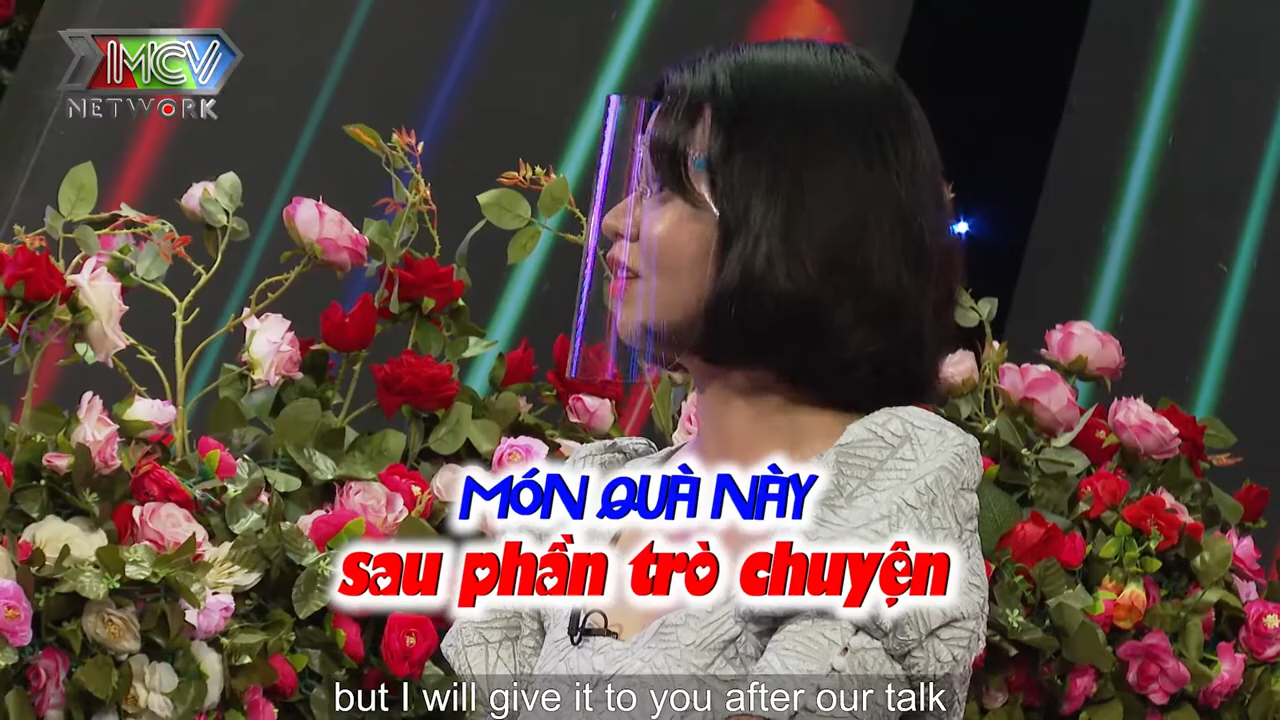 MCV
NETWORK
MÓN QUÀ NÀY
sau phần trò chuyện
but I will give it to you after our talk